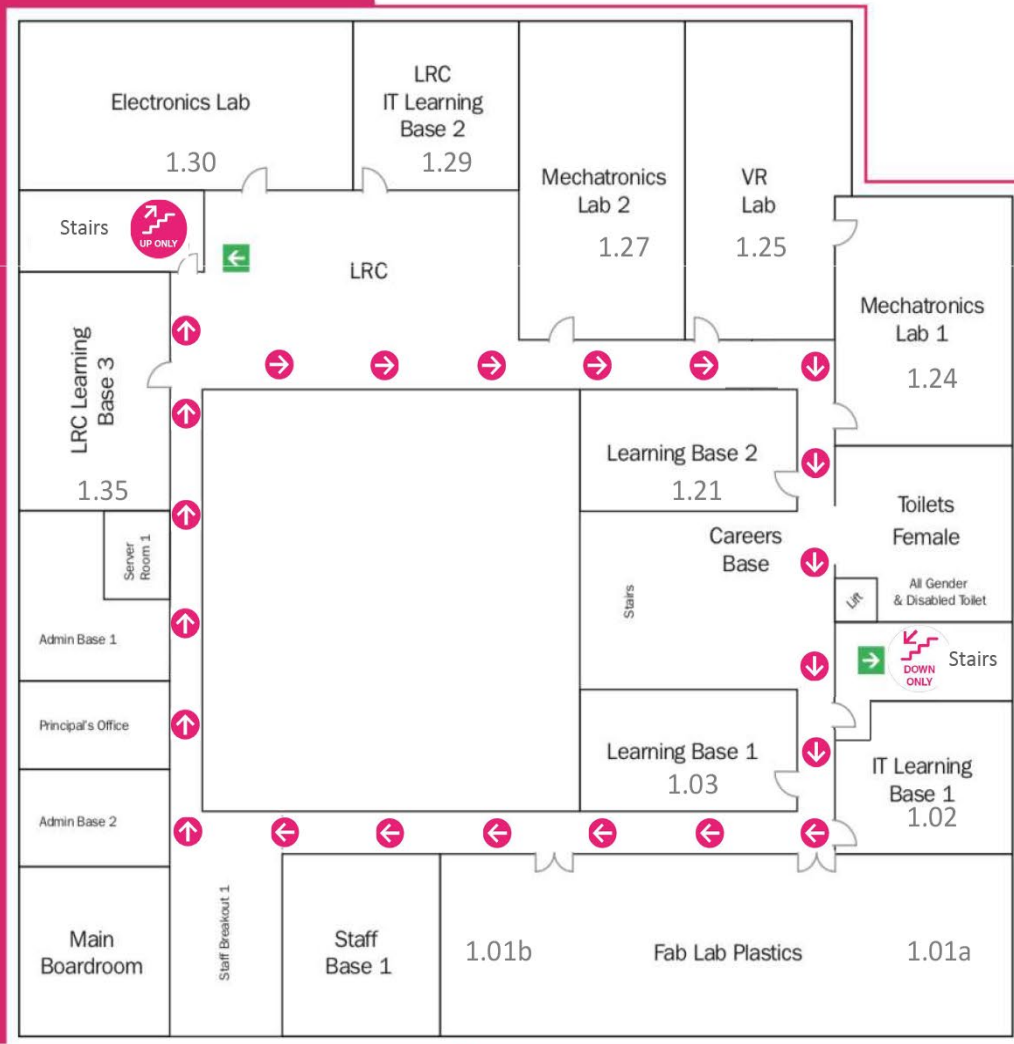 Electronics Lab
1.30
LRC
IT Learning
Base 2
1.29
Mechatronics
Lab 2
1.27
VR
Lab
1.25
Stairs
UP ONLY
LRC
Mechatronics
Lab 1
1.24
LRC Learning
Base 3
1.35
Learning Base 2
1.21
Careers
Base
Stairs
Toilets
Female
All Gender
& Disabled Toilet
Lift
Server
Room 1
Admin Base 1
DOWN
ONLY
Stairs
Principal's Office
Learning Base 1
1.03
IT Learning
Base 1
1.02
Admin Base 2
Main
Boardroom
Staff Breakout 1
Staff
Base 1
1.01b
Fab Lab Plastics
1.01a